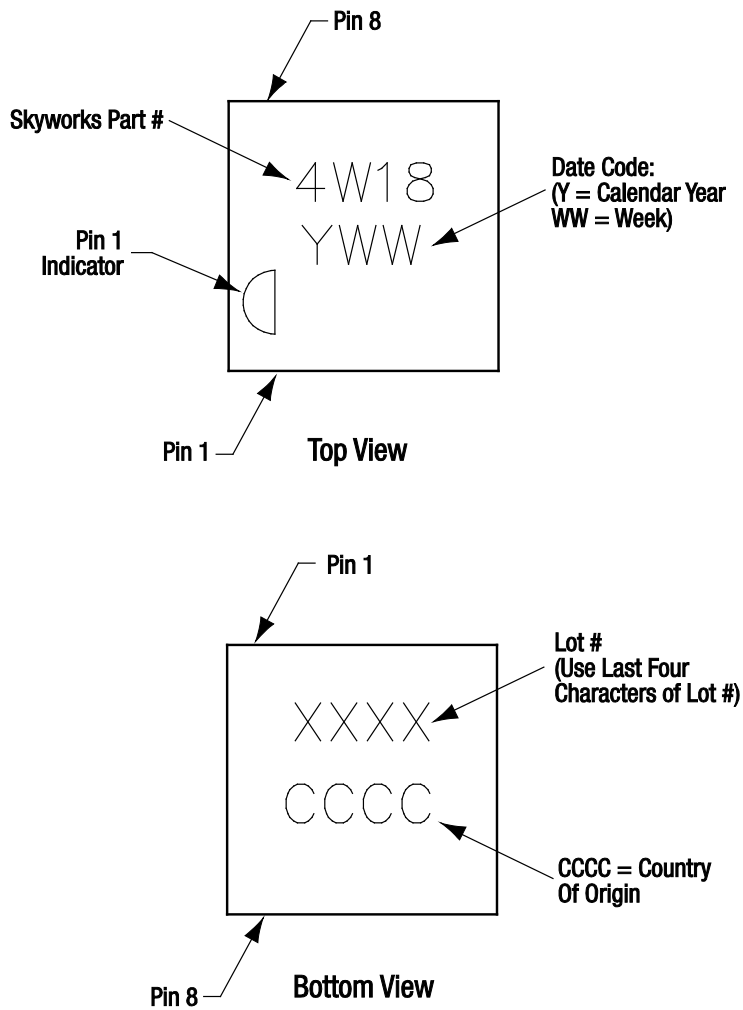 Pin 8
Skyworks Part #
4W18
Date Code:
(Y = Calendar Year
WW = Week)
YWW
Pin 1
Indicator
Pin 1
Top View
Pin 1
Lot #
(Use Last Four
Characters of Lot #)
XXXX
CCCC
CCCC = Country
Of Origin
Pin 8
Bottom View